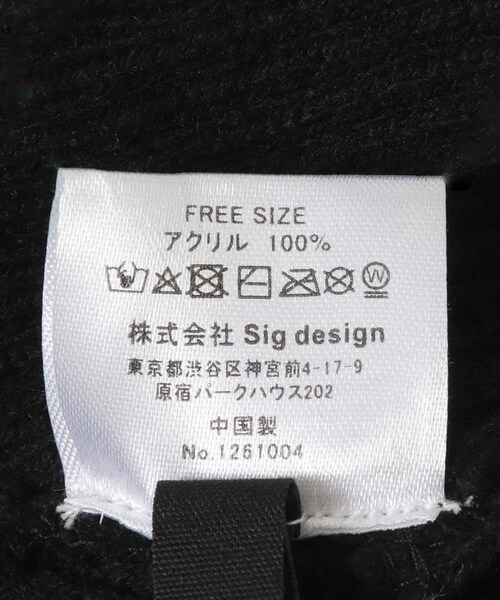 FREE SIZE
アクリル 100%
W
株式会社 Sig design
東京都渋谷区神宮前4-17-9
原宿パークハウス202
中国製
No.1261004